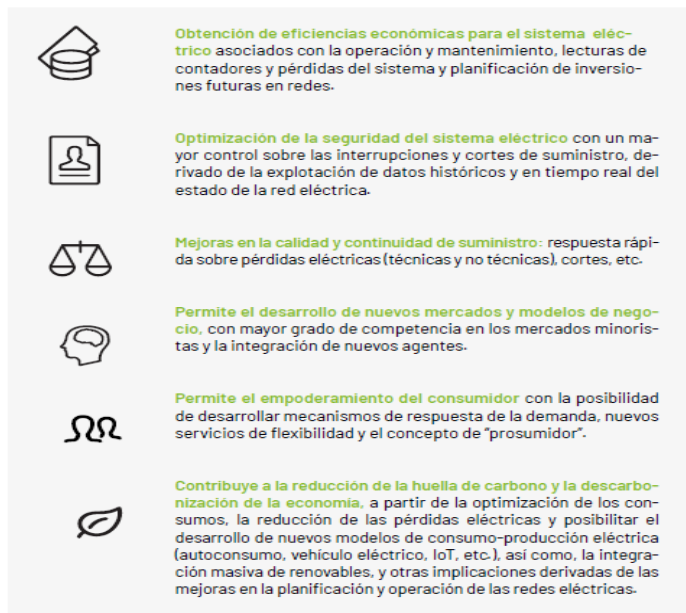 Obtención de eficiencias económicas para el sistema eléc-
trico asociados con la operación y mantenimiento, lecturas de
contadores y pérdidas del sistema y planificación de inversio-
nes futuras en redes.
Optimización de la seguridad del sistema eléctrico con un ma-
yor control sobre las interrupciones y cortes de suministro, de-
rivado de la explotación de datos históricos y en tiempo real del
estado de la red eléctrica.
Mejoras en la calidad y continuidad de suministro: respuesta rápi-
da sobre pérdidas eléctricas (técnicas y no técnicas), cortes, etc.
Permite el desarrollo de nuevos mercados y modelos de nego-
cio, con mayor grado de competencia en los mercados minoris-
tas y la integración de nuevos agentes.
Permite el empoderamiento del consumidor con la posibilidad
de desarrollar mecanismos de respuesta de la demanda, nuevos
servicios de flexibilidad y el concepto de "prosumidor".
Contribuye a la reducción de la huella de carbono y la descarbo-
nización de la economía, a partir de la optimización de los con-
sumos, la reducción de las pérdidas eléctricas y posibilitar el
desarrollo de nuevos modelos de consumo-producción eléctrica
(autoconsumo, vehículo eléctrico, IoT, etc.), así como, la integra-
ción masiva de renovables, y otras implicaciones derivadas de las
mejoras en la planificación y operación de las redes eléctricas.